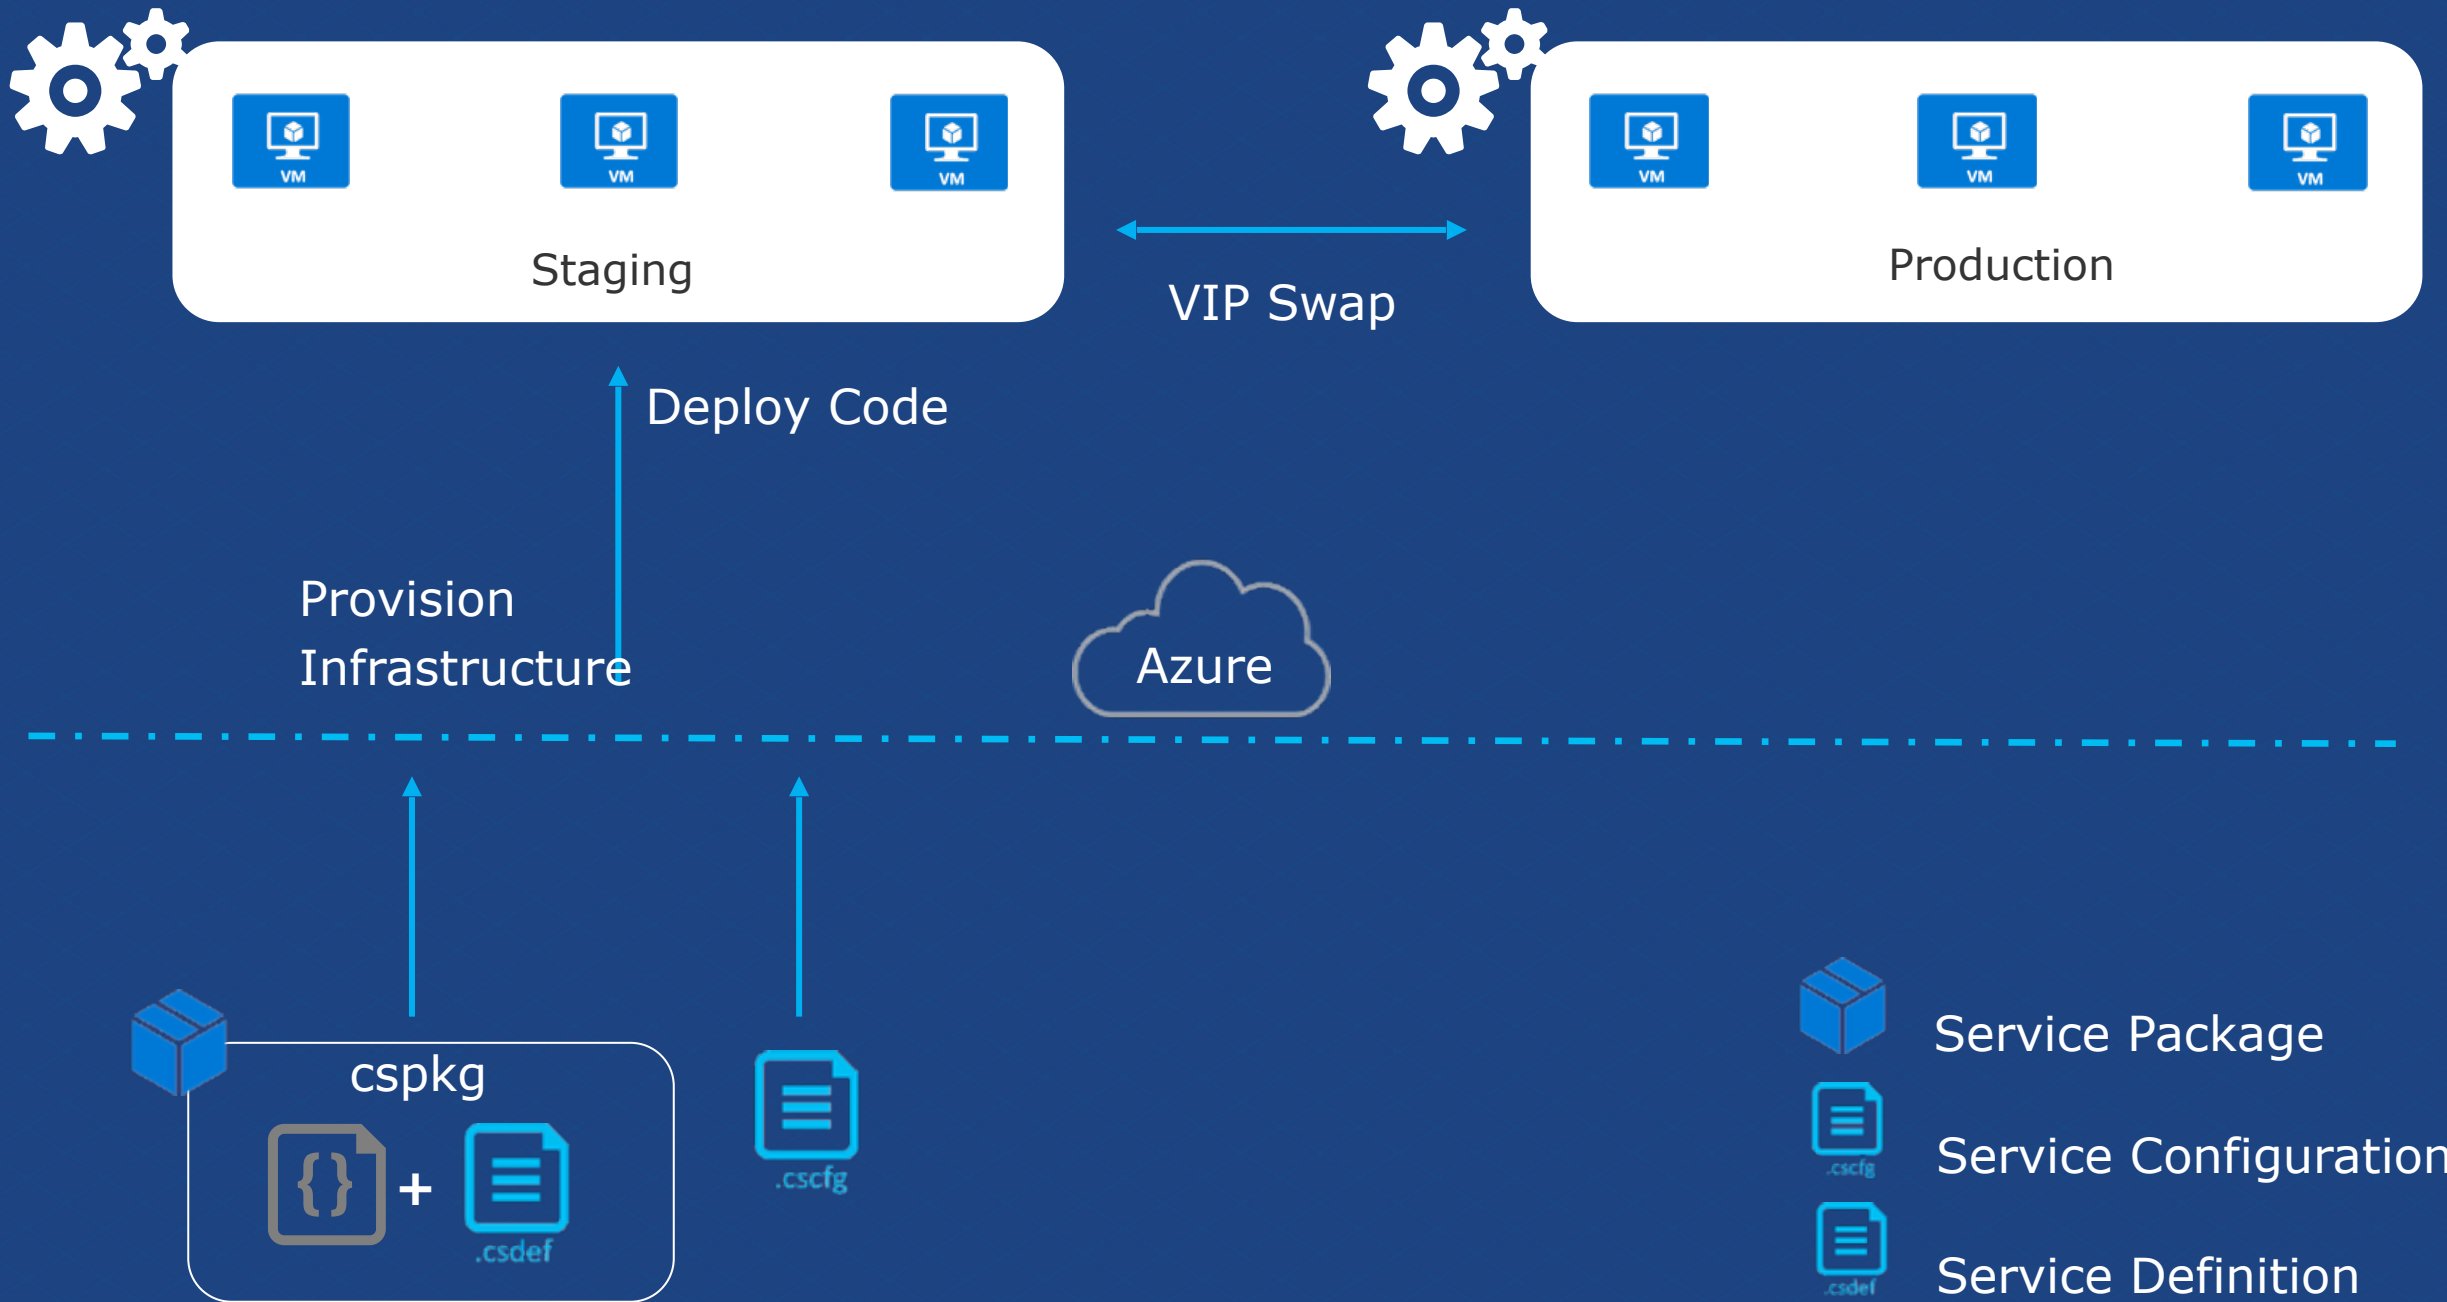 VM
VM
VM
Staging
VIP Swap
VM
VM
VM
Production
Deploy Code
Provision
Infrastructure
Azure
cspkg
{}
+
.csdef
.cscfg
Service Package
.cscfg
Service Configuration
.csdef
Service Definition